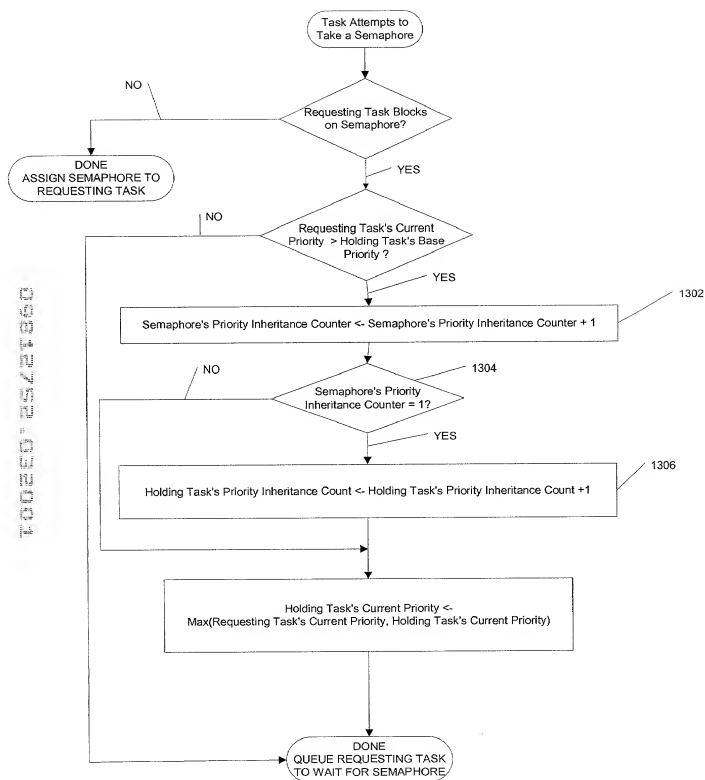 Task Attempts to
Take a Semaphore
NO
Requesting Task Blocks
on Semaphore?
DONE
ASSIGN SEMAPHORE TO
REQUESTING TASK
YES
NO
Requesting Task's Current
Priority > Holding Task's Base
Priority ?
YES
1302
Semaphore's Priority Inheritance Counter <- Semaphore's Priority Inheritance Counter + 1
NO
1304
Semaphore's Priority
Inheritance Counter = 1?
YES
1306
Holding Task's Priority Inheritance Count <- Holding Task's Priority Inheritance Count +1
Holding Task's Current Priority <-
Max(Requesting Task's Current Priority, Holding Task's Current Priority)
DONE
QUEUE REQUESTING TASK
TO WAIT FOR SEMAPHORE